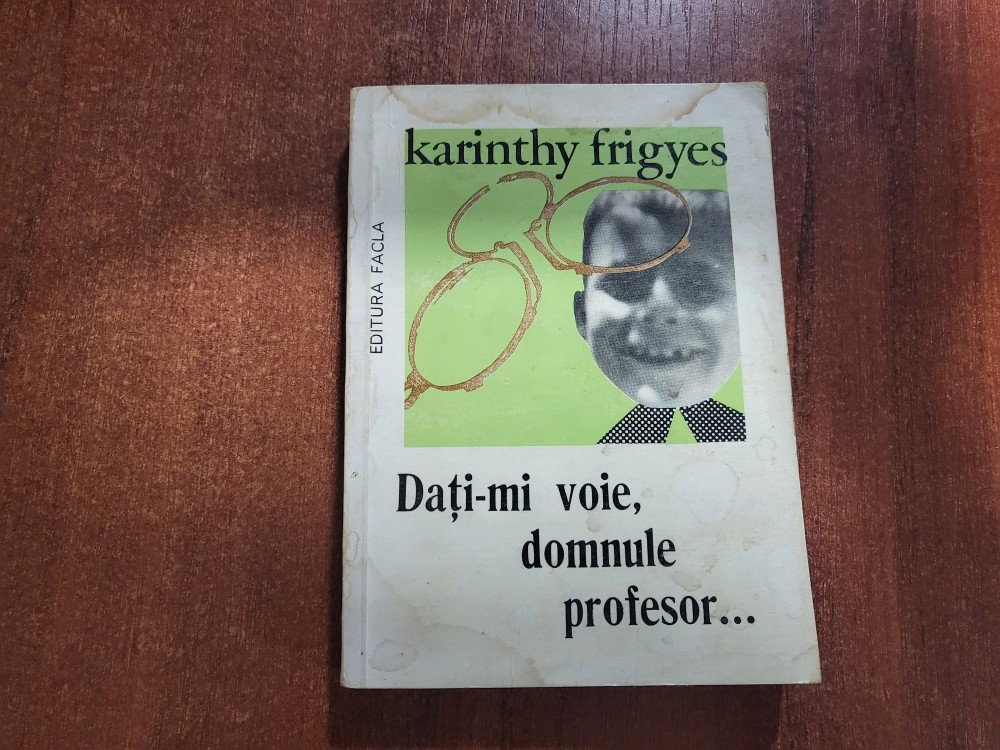 karinthy frigyes
EDITURA FACLA
Dați-mi voie,
domnule
profesor...